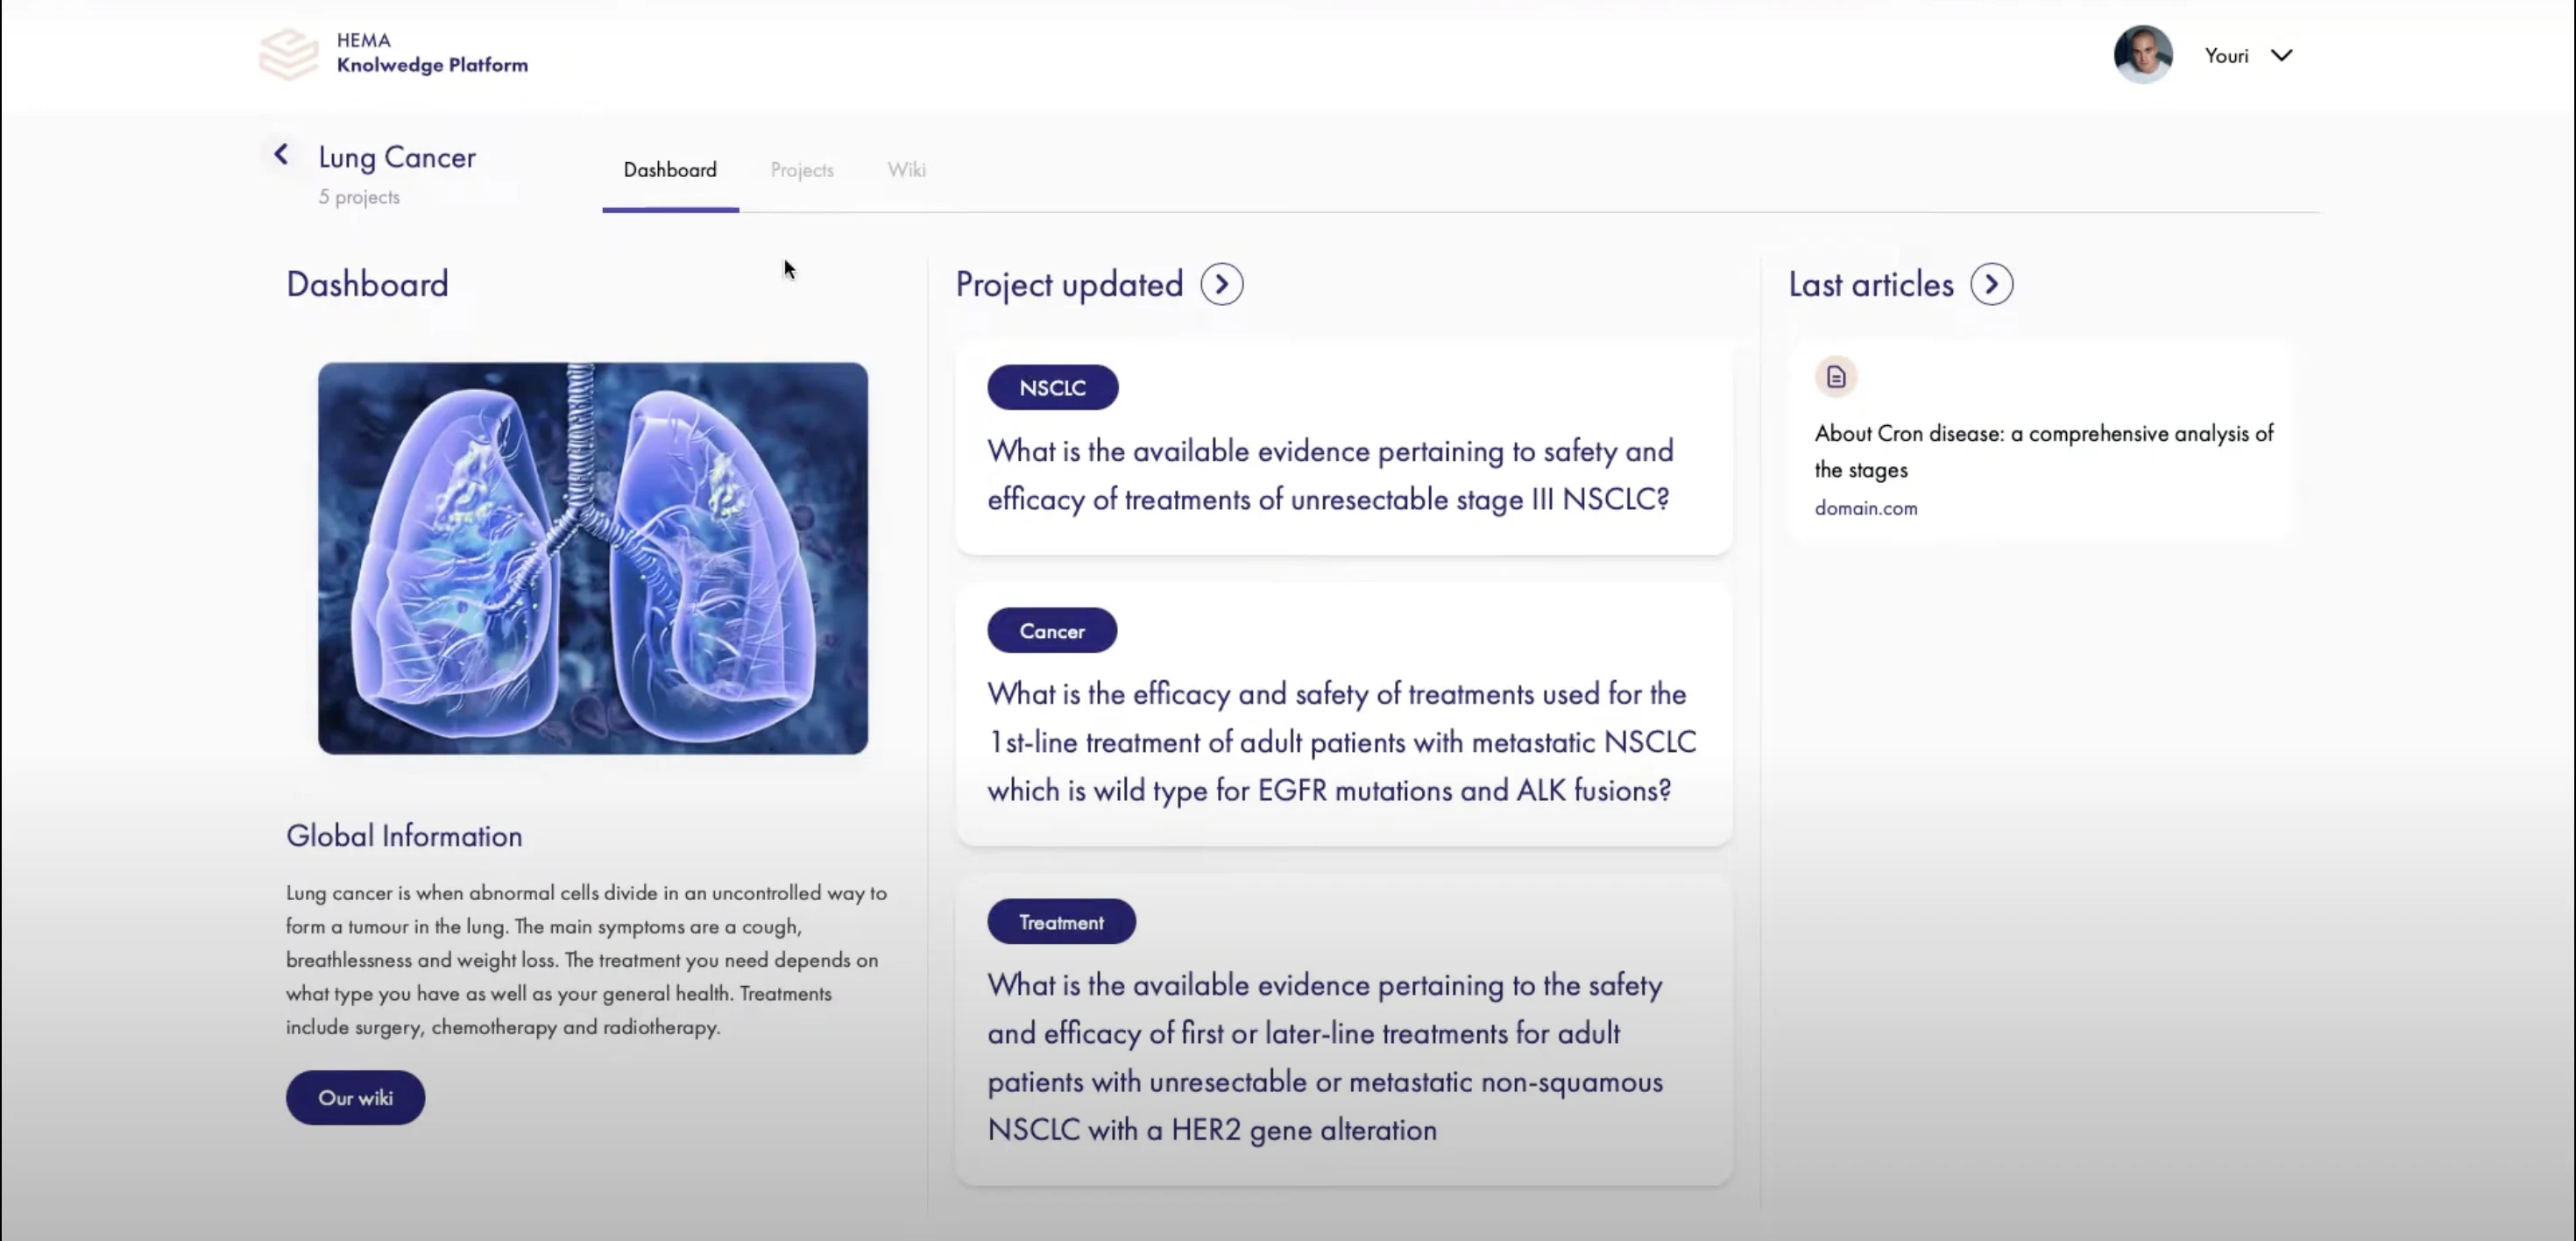 HEMA
Knolwedge Platform
Youri
Lung Cancer
5 projects
Dashboard
Projects
Wiki
Dashboard
Global Information
Lung cancer is when abnormal cells divide in an uncontrolled way to
form a tumour in the lung. The main symptoms are a cough,
breathlessness and weight loss. The treatment you need depends on
what type you have as well as your general health. Treatments
include surgery, chemotherapy and radiotherapy.
Our wiki
Project updated
NSCLC
What is the available evidence pertaining to safety and
efficacy of treatments of unresectable stage III NSCLC?
Cancer
What is the efficacy and safety of treatments used for the
1st-line treatment of adult patients with metastatic NSCLC
which is wild type for EGFR mutations and ALK fusions?
Treatment
What is the available evidence pertaining to the safety
and efficacy of first or later-line treatments for adult
patients with unresectable or metastatic non-squamous
NSCLC with a HER2 gene alteration
Last articles
About Cron disease: a comprehensive analysis of
the stages
domain.com